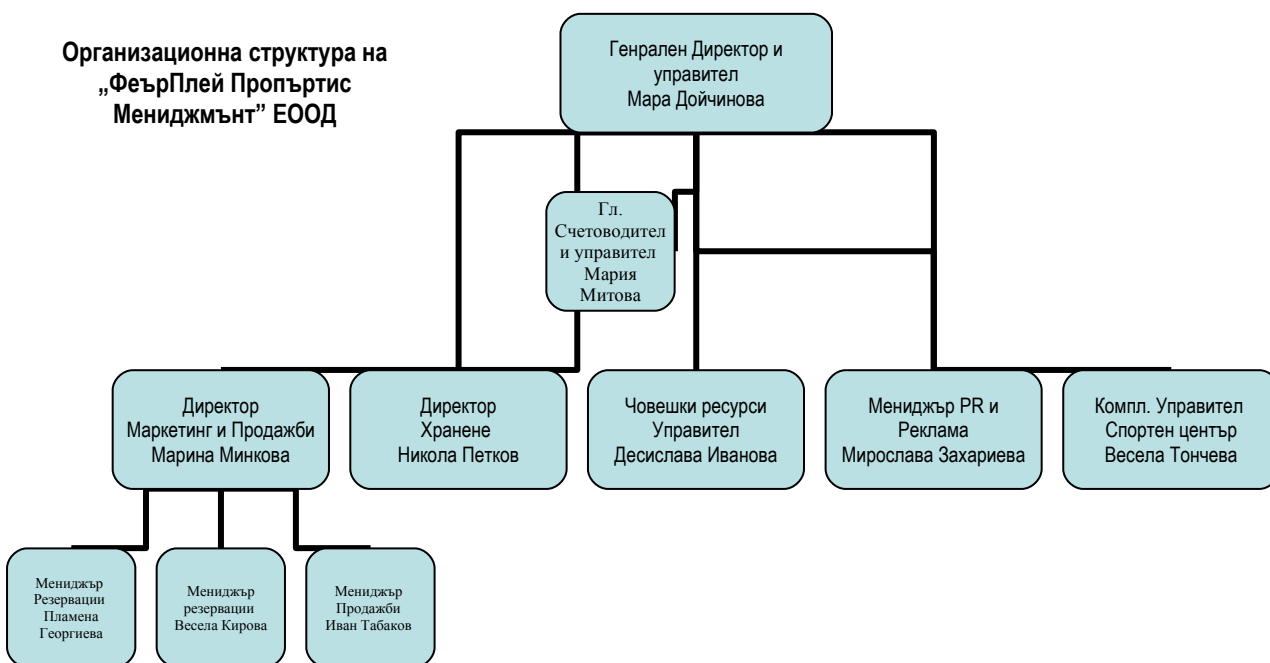 Организационна структура на
„ФеърПлей Пропъртис
Мениджмънт” ЕООД
Генрален Директор и
управител
Мара Дойчинова
Гл.
Счетоводител
и управител
Мария
Митова
Директор
Маркетинг и Продажби
Марина Минкова
Директор
Хранене
Никола Петков
Човешки ресурси
Управител
Десислава Иванова
Мениджър PR и
Реклама
Мирослава Захариева
Компл. Управител
Спортен център
Весела Тончева
Мениджър
Резервации
Пламена
Георгиева
Мениджър
резервации
Весела Кирова
Мениджър
Продажби
Иван Табаков